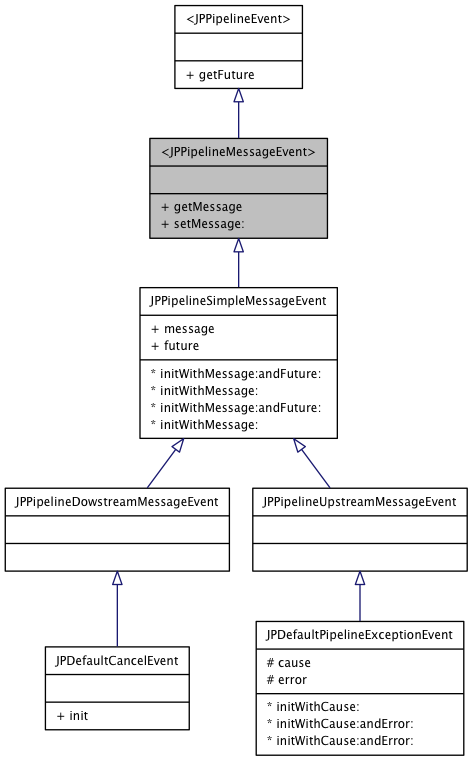 <JPPipelineEvent>
+ getFuture
<JPPipelineMessageEvent>
+ getMessage
+ setMessage:
JPPipelineSimpleMessageEvent
+ message
+ future
* initWithMessage:andFuture:
* initWithMessage:
* initWithMessage:andFuture:
* initWithMessage:
JPPipelineDowstreamMessageEvent
JPPipelineUpstreamMessageEvent
JPDefaultCancelEvent
+ init
JPDefaultPipelineExceptionEvent
# cause
# error
* initWithCause:
* initWithCause:andError:
* initWithCause:andError: